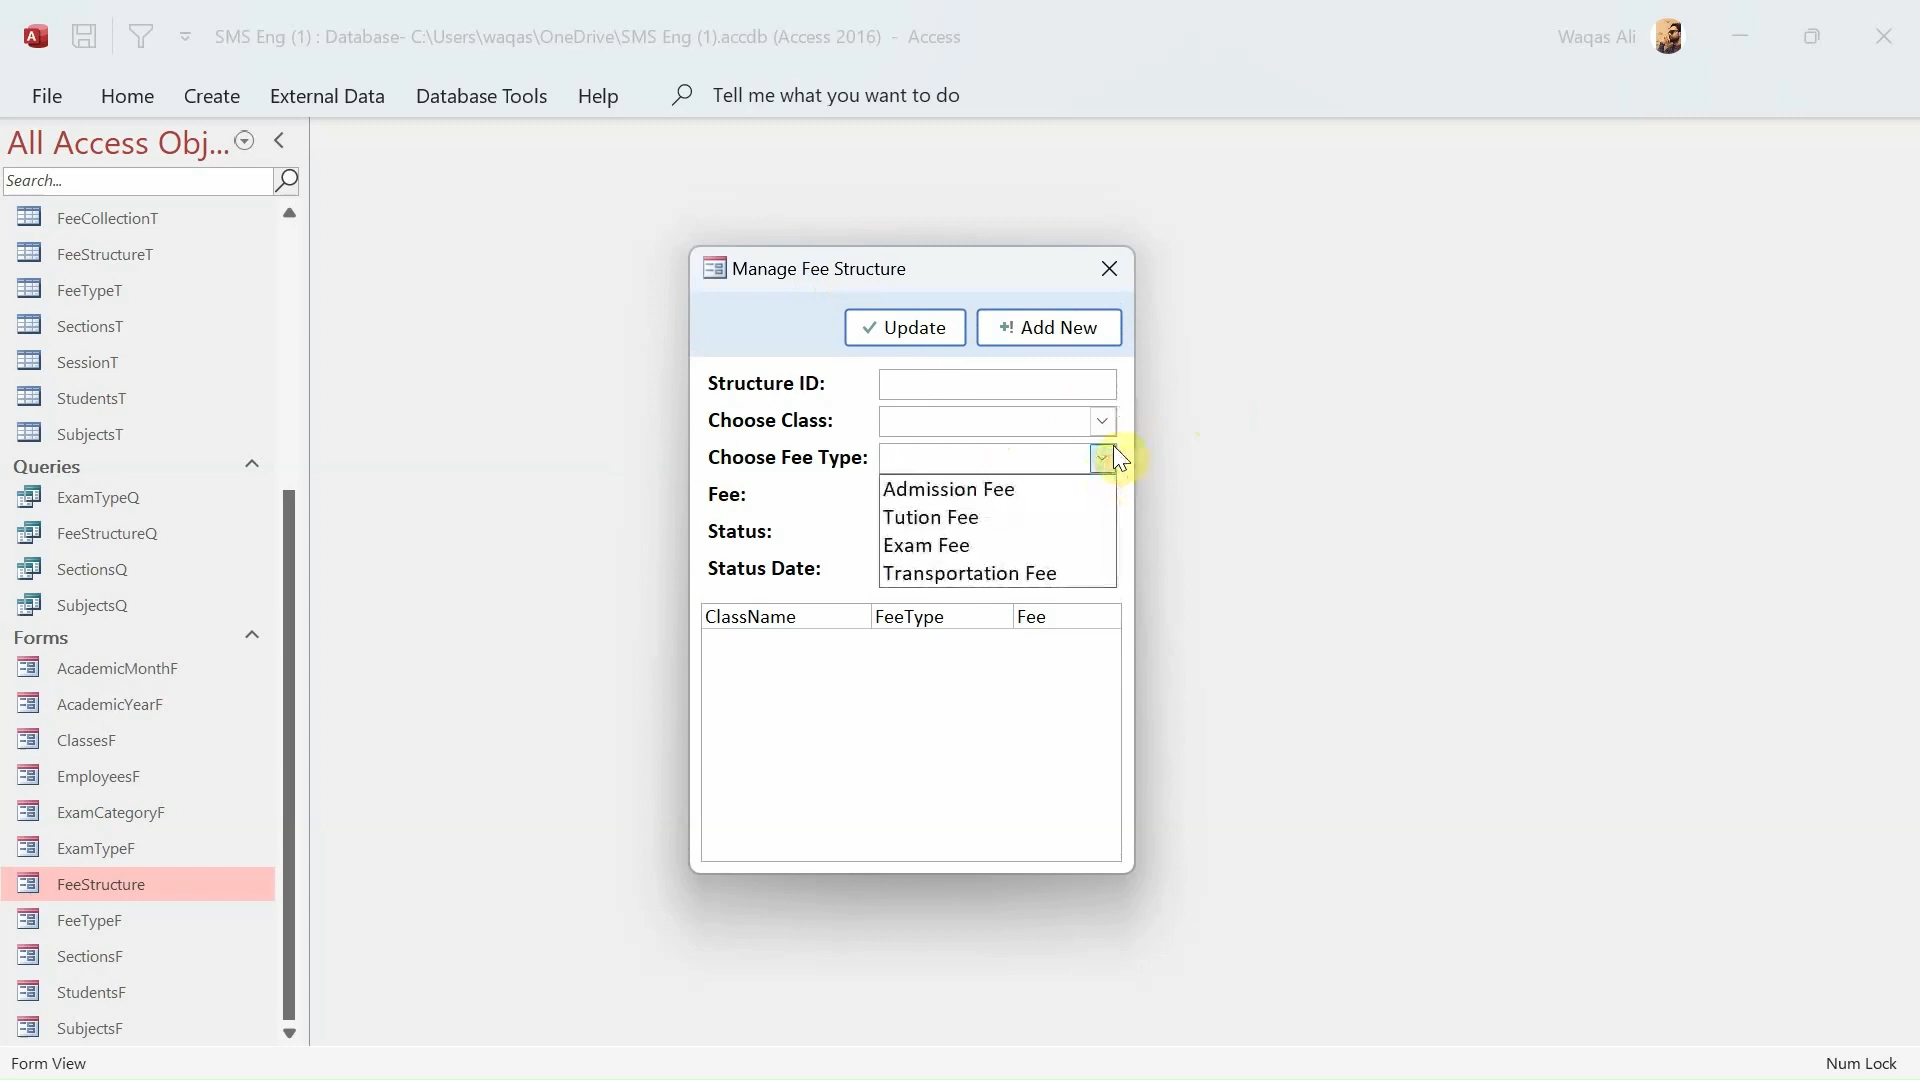 SMS Eng (1) : Database- C:\Users\waqas\OneDrive\SMS Eng (1).accdb (Access 2016) - Access
Waqas Ali
File Home Create External Data Database Tools Help Tell me what you want to do
All Access Obj...
Search...
FeeCollectionT
FeeStructureT
FeeTypeT
SectionsT
SessionT
StudentsT
SubjectsT
Queries
ExamTypeQ
FeeStructureQ
SectionsQ
SubjectsQ
Forms
AcademicMonthF
AcademicYearF
ClassesF
EmployeesF
ExamCategoryF
ExamTypeF
FeeStructure
FeeTypeF
SectionsF
StudentsF
SubjectsF
Manage Fee Structure
Update
Add New
Structure ID:
Choose Class:
Choose Fee Type:
Fee:
Status:
Status Date:
Admission Fee
Tution Fee
Exam Fee
Transportation Fee
ClassName FeeType Fee
Form View
Num Lock